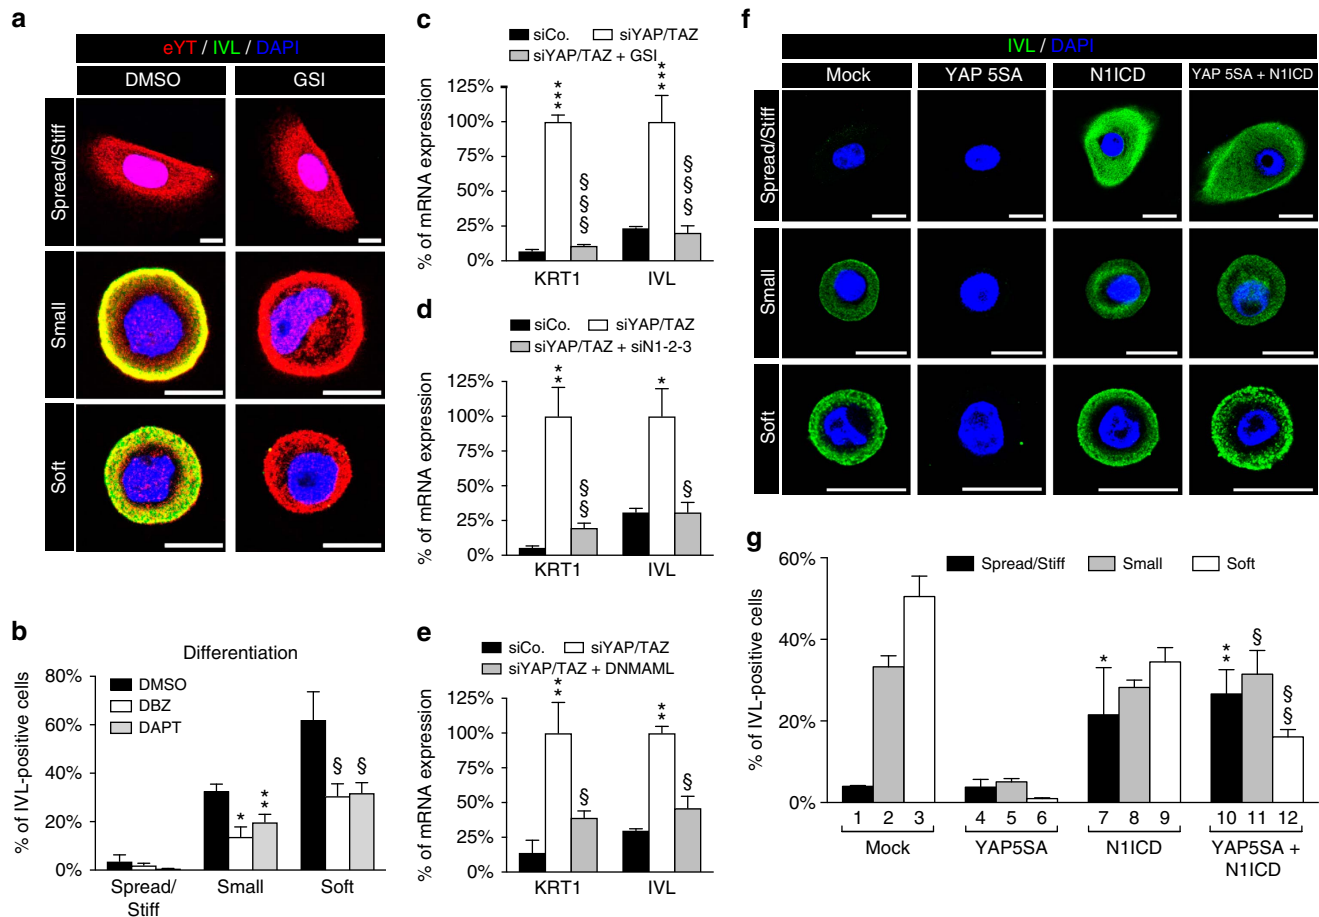 a
eYT / IVL / DAPI
DMSO GSI
Spread/Stiff
Small
Soft
b
Differentiation
% of IVL-positive cells
80%
60%
40%
20%
0%
DMSO
DBZ
DAPT
* ** § §
Spread/Stiff Small Soft
c
siCo. siYAP/TAZ
siYAP/TAZ + GSI
% of mRNA expression
125%
100%
75%
50%
25%
0%
*** §§§ *** §§§
KRT1 IVL
d
siCo. siYAP/TAZ
siYAP/TAZ + siN1-2-3
% of mRNA expression
125%
100%
75%
50%
25%
0%
** §§ * §
KRT1 IVL
e
siCo. siYAP/TAZ
siYAP/TAZ + DNMAML
% of mRNA expression
125%
100%
75%
50%
25%
0%
** § ** §
KRT1 IVL
f
IVL / DAPI
Mock YAP 5SA N1ICD YAP 5SA + N1ICD
Spread/Stiff
Small
Soft
g
% of IVL-positive cells
60%
40%
20%
0%
Spread/Stiff Small Soft
* ** § §§
1 2 3 4 5 6 7 8 9 10 11 12
Mock YAP5SA N1ICD YAP5SA +
N1ICD